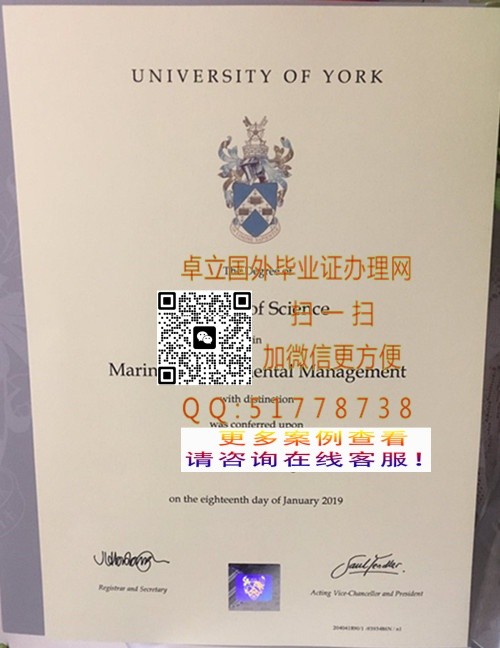 UNIVERSITY OF YORK
The Degree of
卓立国外毕业证办理网
of Science
扫一扫
in
加微信更方便
Marin ental Management
with distinction
QQ:51778738
was conferred upon
更多案例查看
请咨询在线客服!
on the eighteenth day of January 2019
Registrar and Secretary
Acting Vice-Chancellor and President